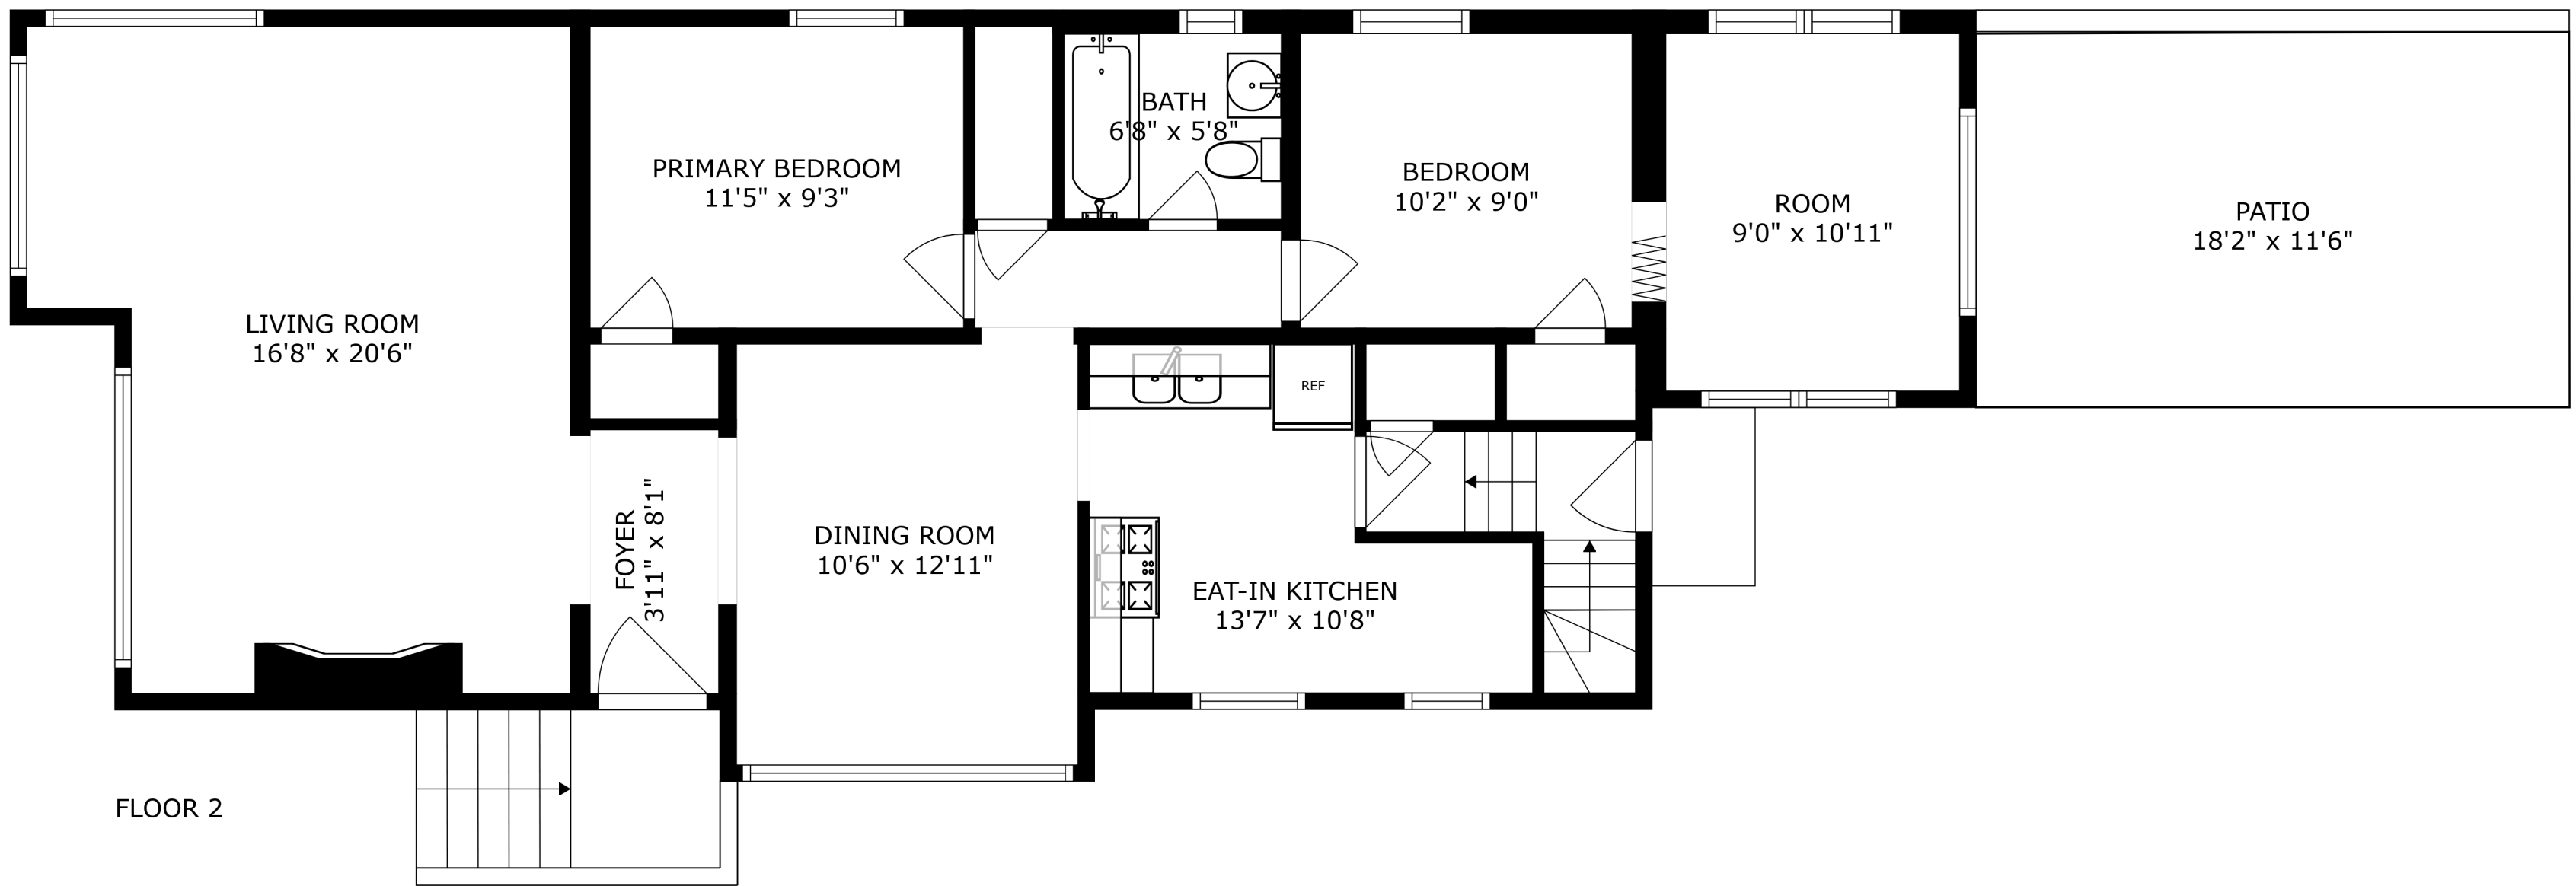 BATH
6'8" x 5'8"
PRIMARY BEDROOM
11'5" x 9'3"
BEDROOM
10'2" x 9'0"
ROOM
9'0" x 10'11"
PATIO
18'2" x 11'6"
LIVING ROOM
16'8" x 20'6"
REF
FOYER
3'11" x 8'1"
DINING ROOM
10'6" x 12'11"
EAT-IN KITCHEN
13'7" x 10'8"
FLOOR 2